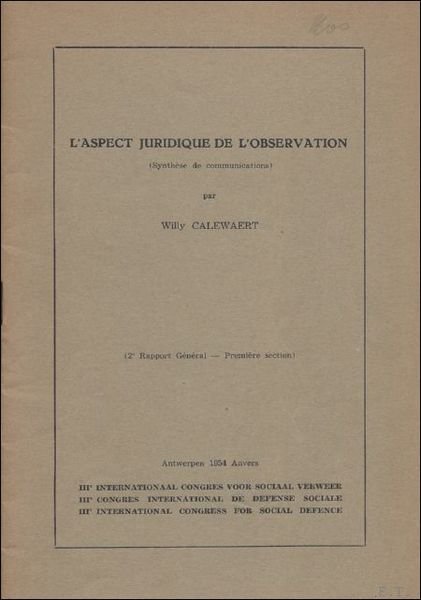 L'ASPECT JURIDIQUE DE L'OBSERVATION
(Synthèse de communications)
par
Willy CALEWAERT
(2e Rapport Général — Première section)
Antwerpen 1954 Anvers
IIIe INTERNATIONAAL CONGRES VOOR SOCIAAL VERWEER
IIIe CONGRES INTERNATIONAL DE DEFENSE SOCIALE
IIIe INTERNATIONAL CONGRESS FOR SOCIAL DEFENCE
E.T.